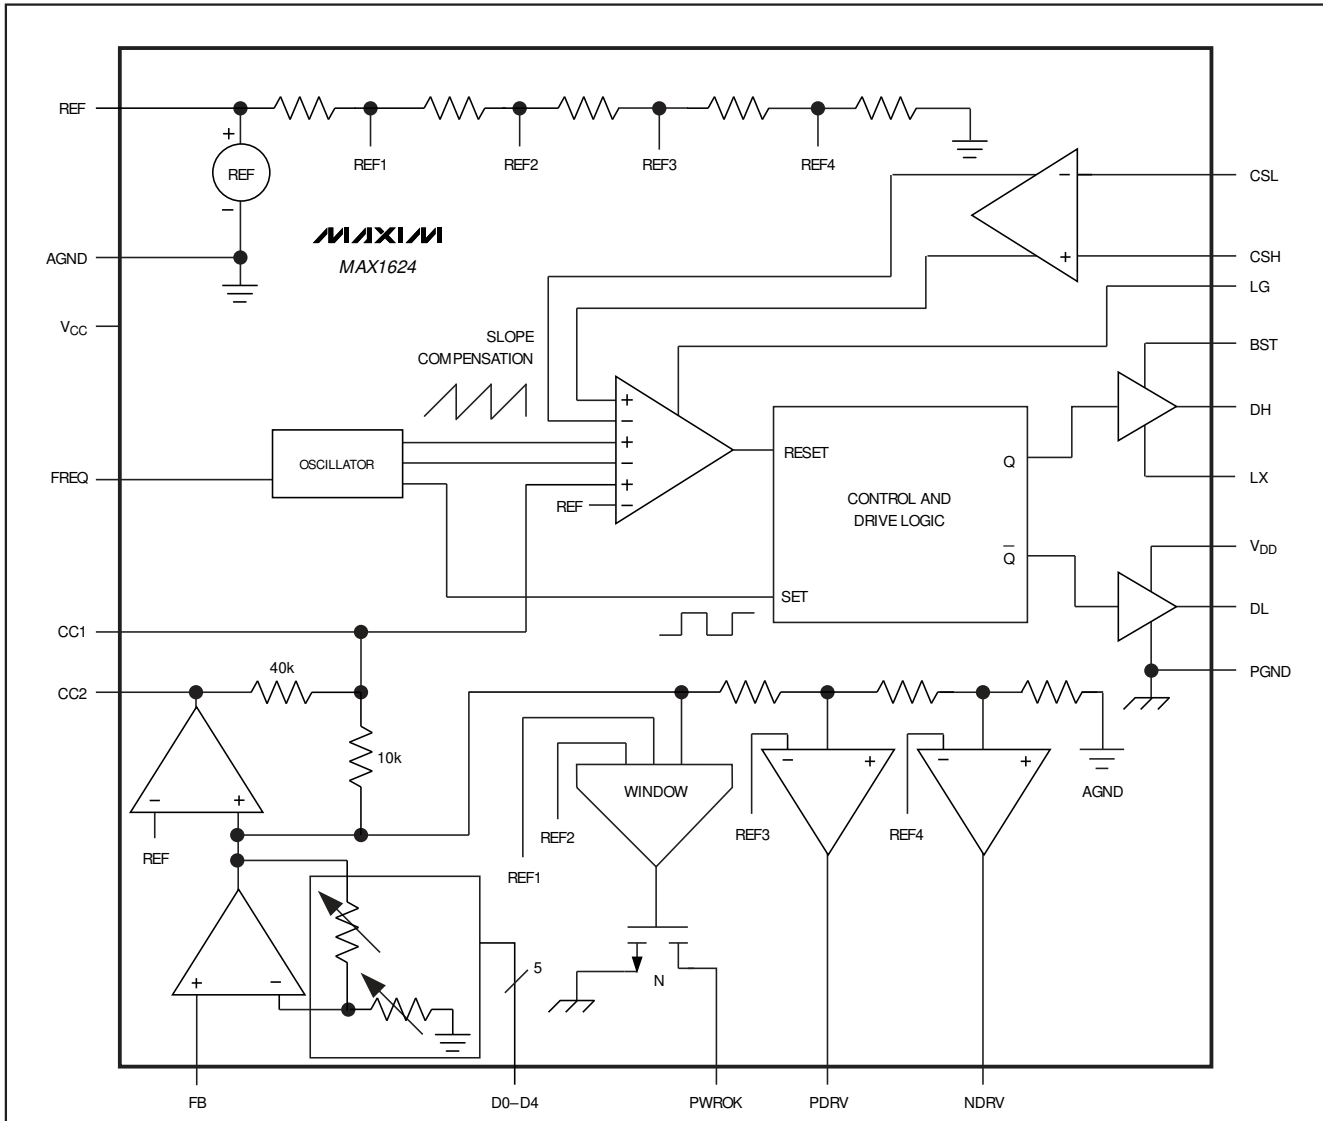 REF
REF1
REF2
REF3
REF4
+
REF
−
−
CSL
MAXIM
MAX1624
AGND
+
CSH
LG
VCC
SLOPE
COMPENSATION
BST
DH
LX
FREQ
OSCILLATOR
+
−
+
−
+
REF −
RESET
Q
CONTROL AND
DRIVE LOGIC
Q̅
SET
VDD
DL
PGND
CC1
CC2
40k
10k
− +
REF
WINDOW
REF2
REF1
− +
REF3
− +
REF4
AGND
+ −
5
N
FB
D0–D4
PWROK
PDRV
NDRV